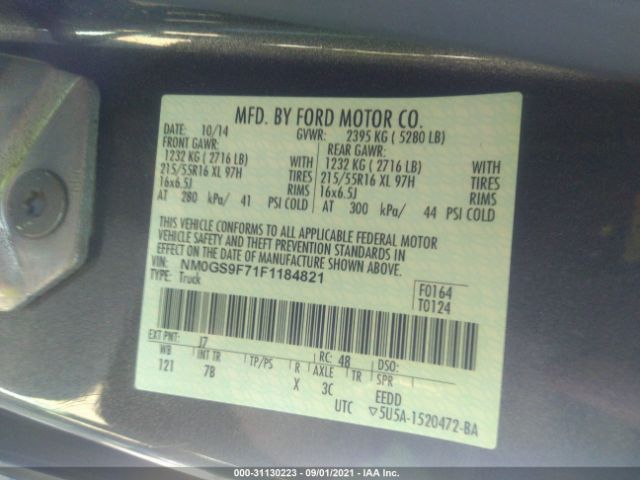 MFD. BY FORD MOTOR CO.
DATE: 10/14 GVWR: 2395 KG ( 5280 LB)
FRONT GAWR: REAR GAWR:
1232 KG ( 2716 LB) WITH 1232 KG ( 2716 LB) WITH
215/55R16 XL 97H TIRES 215/55R16 XL 97H TIRES
16x6.5J RIMS 16x6.5J RIMS
AT 280 kPa/ 41 PSI COLD AT 300 kPa/ 44 PSI COLD
THIS VEHICLE CONFORMS TO ALL APPLICABLE FEDERAL MOTOR
VEHICLE SAFETY AND THEFT PREVENTION STANDARDS IN
EFFECT ON THE DATE OF MANUFACTURE SHOWN ABOVE.
VIN: NM0GS9F71F1184821
TYPE: Truck
F0164
T0124
EXT PNT: J7 RC: 48 DSO:
WB INT TR TP/PS R AXLE TR SPR
121 7B X 3C EEDD
UTC ▽5U5A-1520472-BA
000-31130223 - 09/01/2021 - IAA Inc.